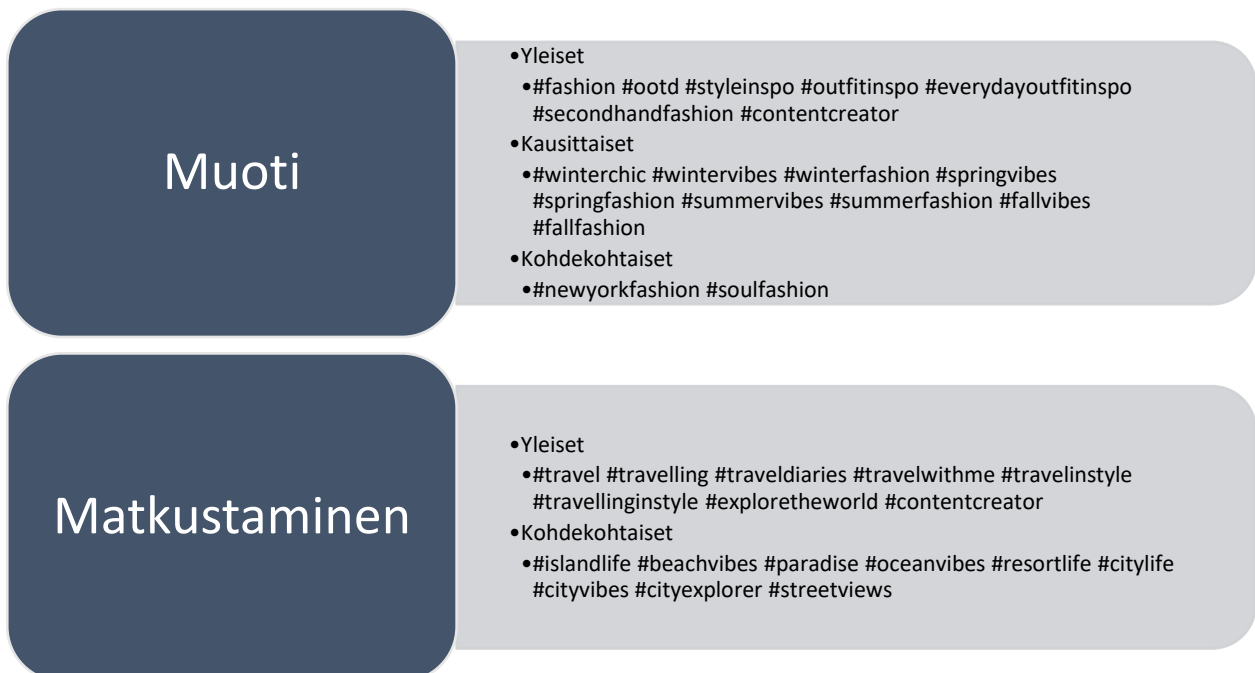 Muoti
•Yleiset
•#fashion #ootd #styleinspo #outfitinspo #everydayoutfitinspo
#secondhandfashion #contentcreator
•Kausittaiset
•#winterchic #wintervibes #winterfashion #springvibes
#springfashion #summervibes #summerfashion #fallvibes
#fallfashion
•Kohdekohtaiset
•#newyorkfashion #soulfashion
Matkustaminen
•Yleiset
•#travel #travelling #traveldiaries #travelwithme #travelinstyle
#travellinginstyle #exploretheworld #contentcreator
•Kohdekohtaiset
•#islandlife #beachvibes #paradise #oceanvibes #resortlife #citylife
#cityvibes #cityexplorer #streetviews